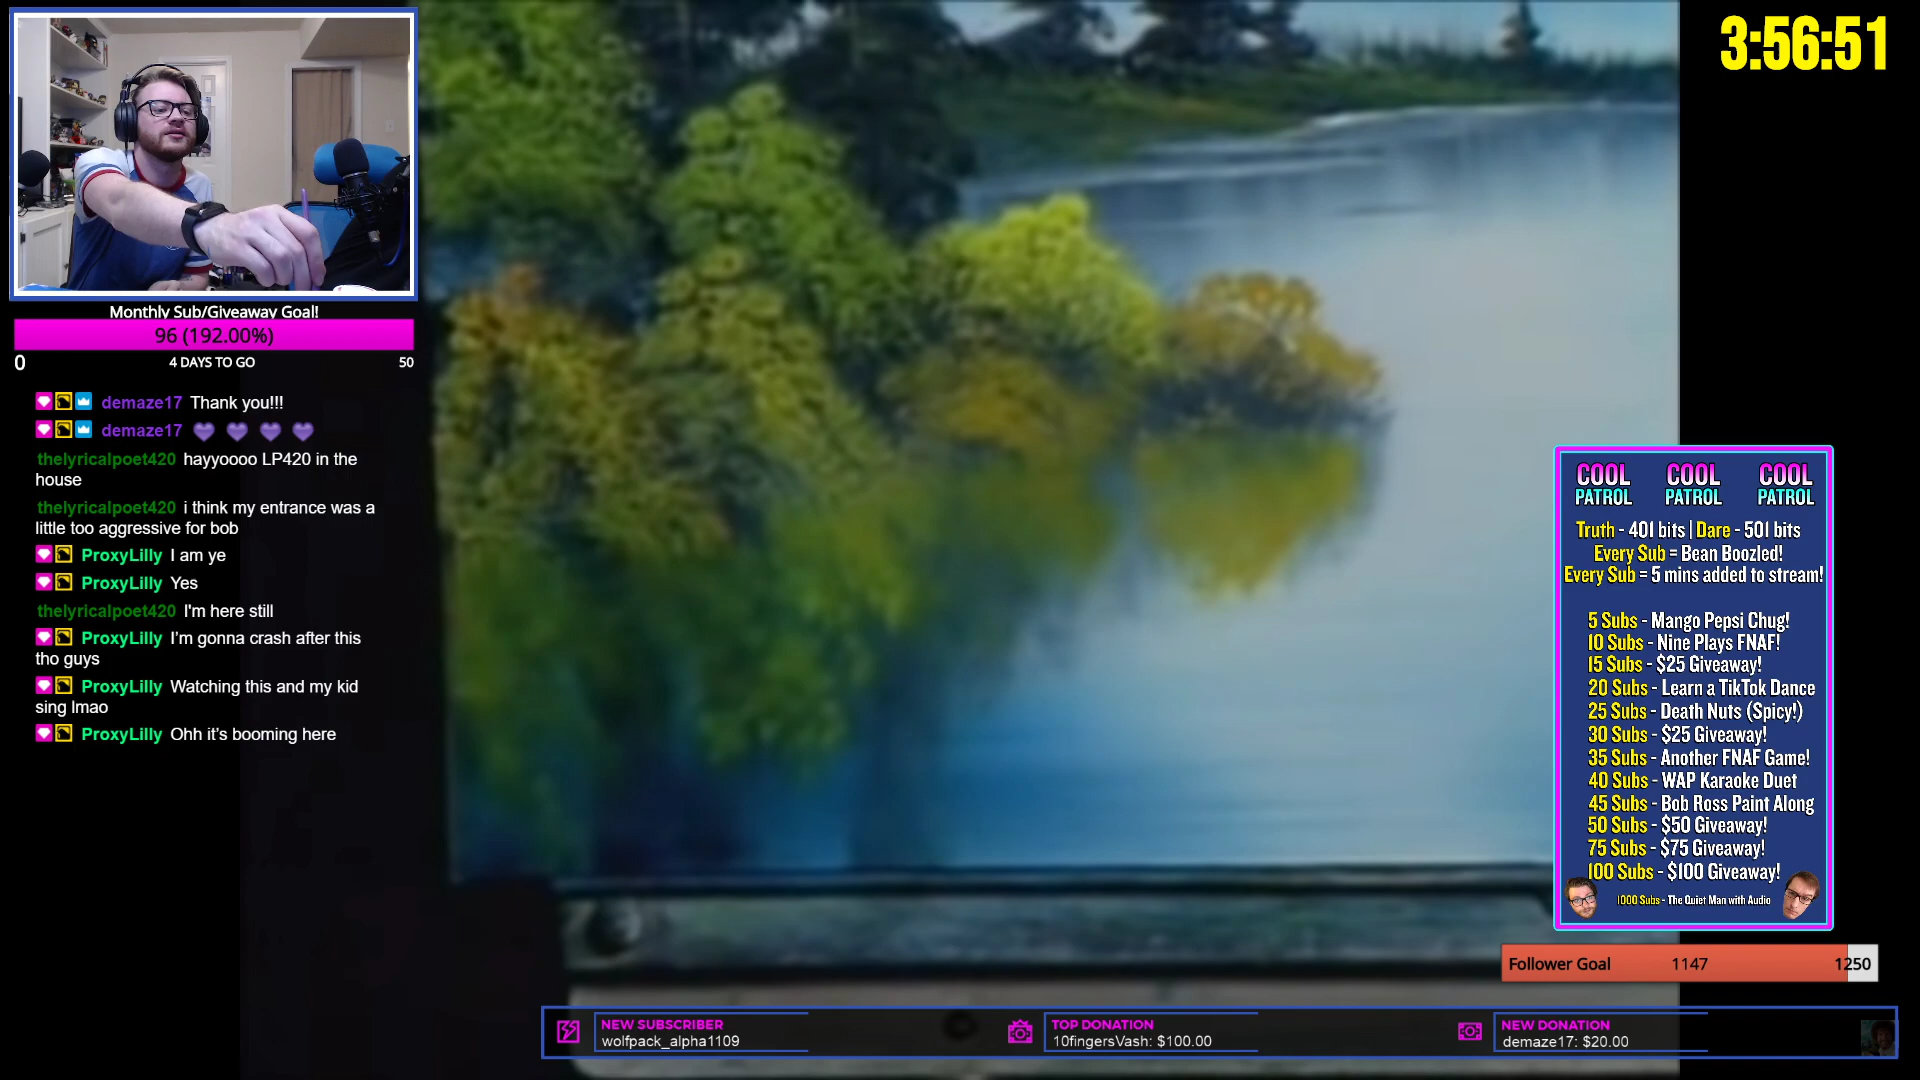 3:56:51
Monthly Sub/Giveaway Goal!
96 (192.00%)
0 4 DAYS TO GO 50
demaze17 Thank you!!!
demaze17
thelyricalpoet420 hayyoooo LP420 in the
house
thelyricalpoet420 i think my entrance was a
little too aggressive for bob
ProxyLilly I am ye
ProxyLilly Yes
thelyricalpoet420 I'm here still
ProxyLilly I'm gonna crash after this
tho guys
ProxyLilly Watching this and my kid
sing lmao
ProxyLilly Ohh it's booming here
COOL COOL COOL
PATROL PATROL PATROL
Truth - 401 bits | Dare - 501 bits
Every Sub = Bean Boozled!
Every Sub = 5 mins added to stream!
5 Subs - Mango Pepsi Chug!
10 Subs - Nine Plays FNAF!
15 Subs - $25 Giveaway!
20 Subs - Learn a TikTok Dance
25 Subs - Death Nuts (Spicy!)
30 Subs - $25 Giveaway!
35 Subs - Another FNAF Game!
40 Subs - WAP Karaoke Duet
45 Subs - Bob Ross Paint Along
50 Subs - $50 Giveaway!
75 Subs - $75 Giveaway!
100 Subs - $100 Giveaway!
1000 Subs - The Quiet Man with Audio
Follower Goal 1147 1250
NEW SUBSCRIBER
wolfpack_alpha1109
TOP DONATION
10fingersVash: $100.00
NEW DONATION
demaze17: $20.00